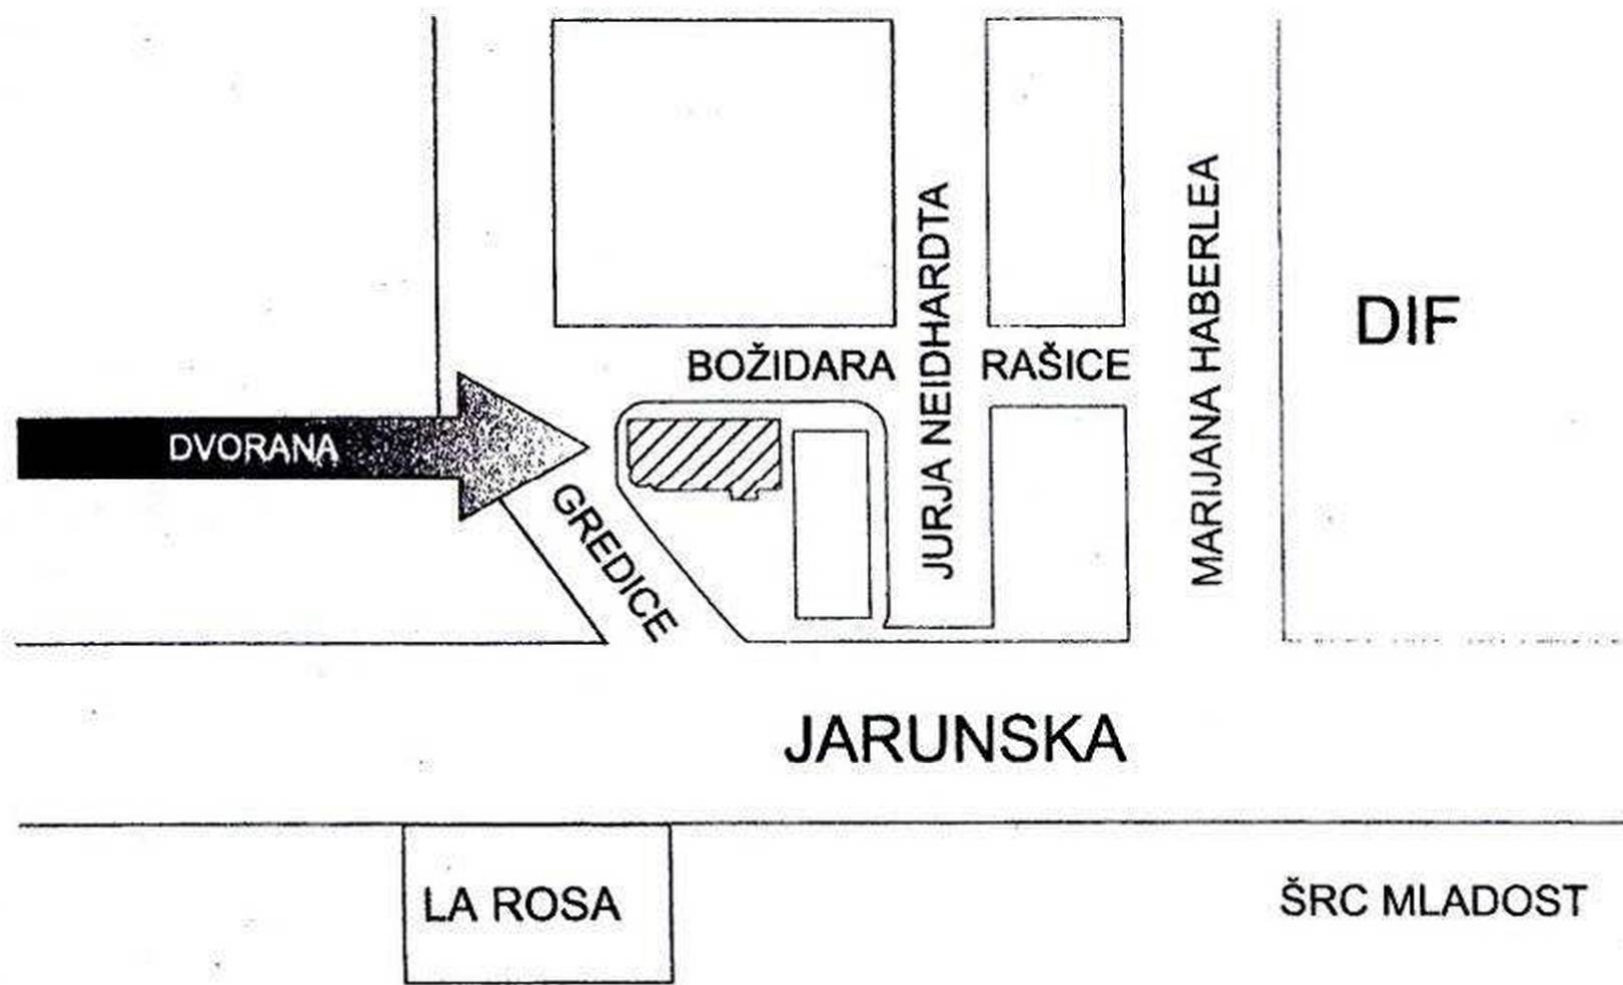 BOŽIDARA RAŠICE
JURJA NEIDHARDTA
MARIJANA HABERLEA
DIF
DVORANA
GREDICE
JARUNSKA
LA ROSA
ŠRC MLADOST